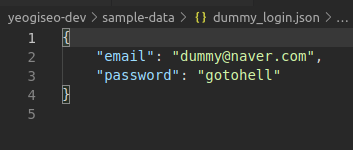 yeogiseo-dev > sample-data > {} dummy_login.json > ...
1 {
2 "email": "dummy@naver.com",
3 "password": "gotohell"
4 }
5